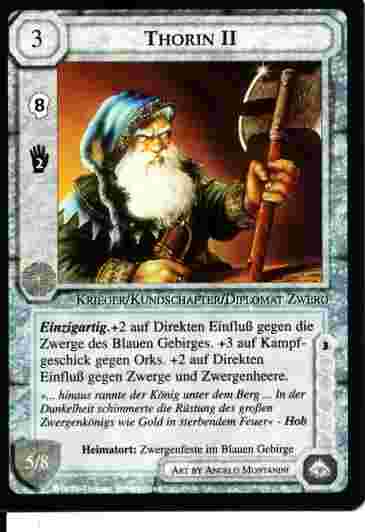 3
THORIN II
8
2
KRIEGER/KUNDSCHAFTER/DIPLOMAT ZWERG
Einzigartig. +2 auf Direkten Einfluß gegen die
Zwerge des Blauen Gebirges. +3 auf Kampf-
geschick gegen Orks. +2 auf Direkten
Einfluß gegen Zwerge und Zwergenheere.
3
»... hinaus rannte der König unter dem Berg ... In der
Dunkelheit schimmerte die Rüstung des großen
Zwergenkönigs wie Gold in sterbendem Feuer« - Hob
Heimatort: Zwergenfeste im Blauen Gebirge
5/8
ART BY ANGELO MONTANINI